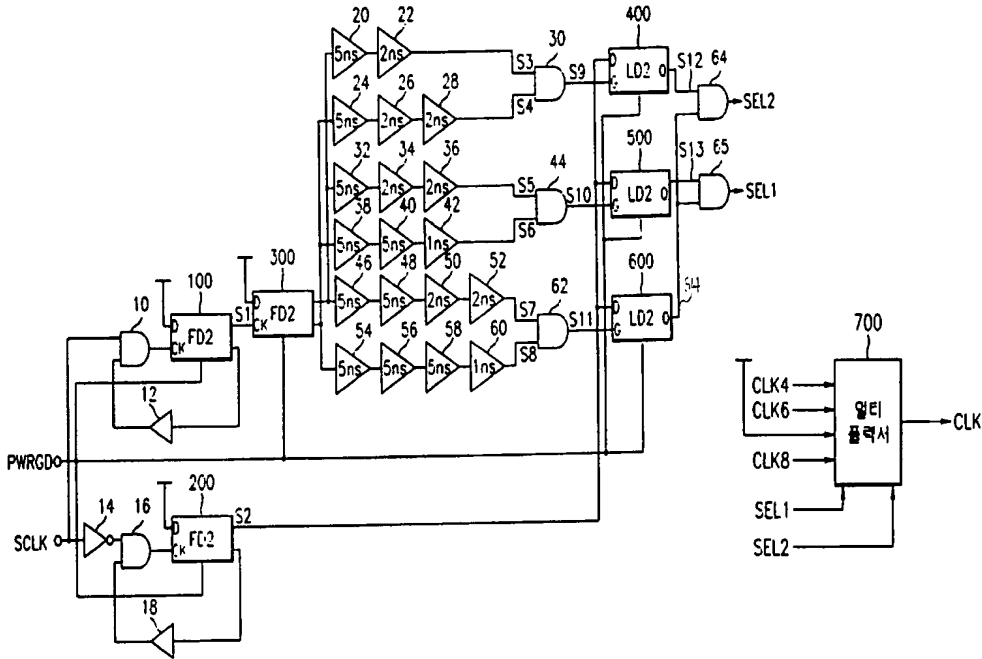 20 22
30
400
64
5ns 2ns
S3
S9
D LD2 Q
G
S12
SEL2
24 26 28
S4
5ns 2ns 2ns
500
S13
65
32 34 36
44
5ns 2ns 2ns
S5
S10
D LD2 Q
G
SEL1
38 40 42
S6
5ns 5ns 1ns
600
300
46 48 50 52
62
100
10
S1
D
CK FD2
5ns 5ns 2ns 2ns
S7
S11
D LD2 Q
G
D
CK FD2
54 56 58 60
S8
5ns 5ns 5ns 1ns
700
12
CLK4
CLK6
멀티
플럭서
CLK
CLK8
PWRGD
200
14 16
S2
SEL1
D
CK FD2
SCLK
SEL2
18